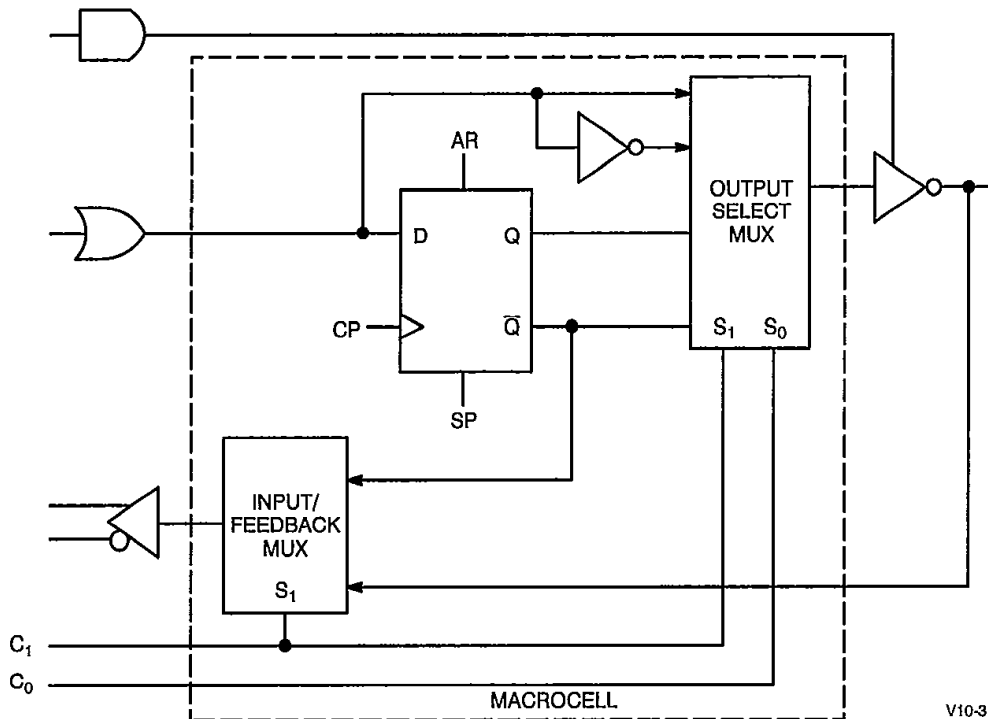 AR
OUTPUT
SELECT
MUX
D Q
CP Q̅
S₁ S₀
SP
INPUT/
FEEDBACK
MUX
S₁
C₁
C₀
MACROCELL
V10-3